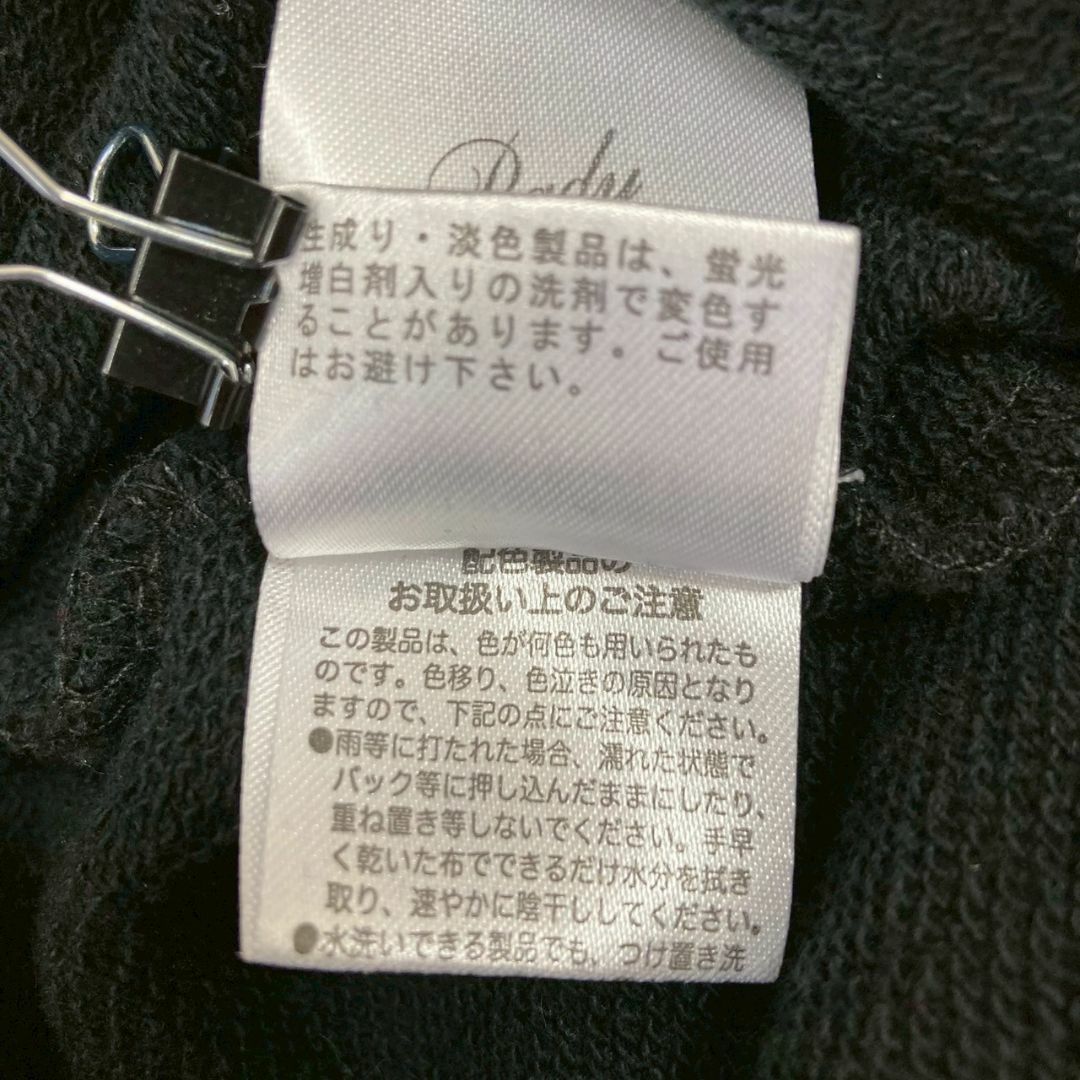 Rady
生成り・淡色製品は、蛍光
増白剤入りの洗剤で変色す
ることがあります。ご使用
はお避け下さい。
配色製品の
お取扱い上のご注意
この製品は、色が何色も用いられたも
のです。色移り、色泣きの原因となり
ますので、下記の点にご注意ください。
●雨等に打たれた場合、濡れた状態で
バック等に押し込んだままにしたり、
重ね置き等しないでください。手早
く乾いた布でできるだけ水分を拭き
取り、速やかに陰干ししてください。
●水洗いできる製品でも、つけ置き洗